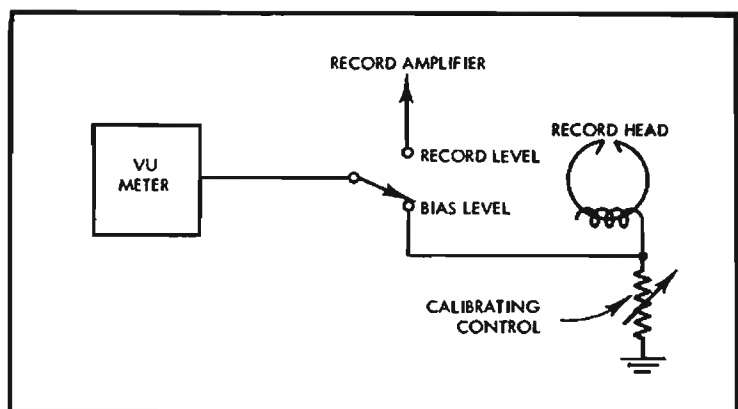 RECORD AMPLIFIER
RECORD HEAD
VU
METER
RECORD LEVEL
BIAS LEVEL
CALIBRATING
CONTROL